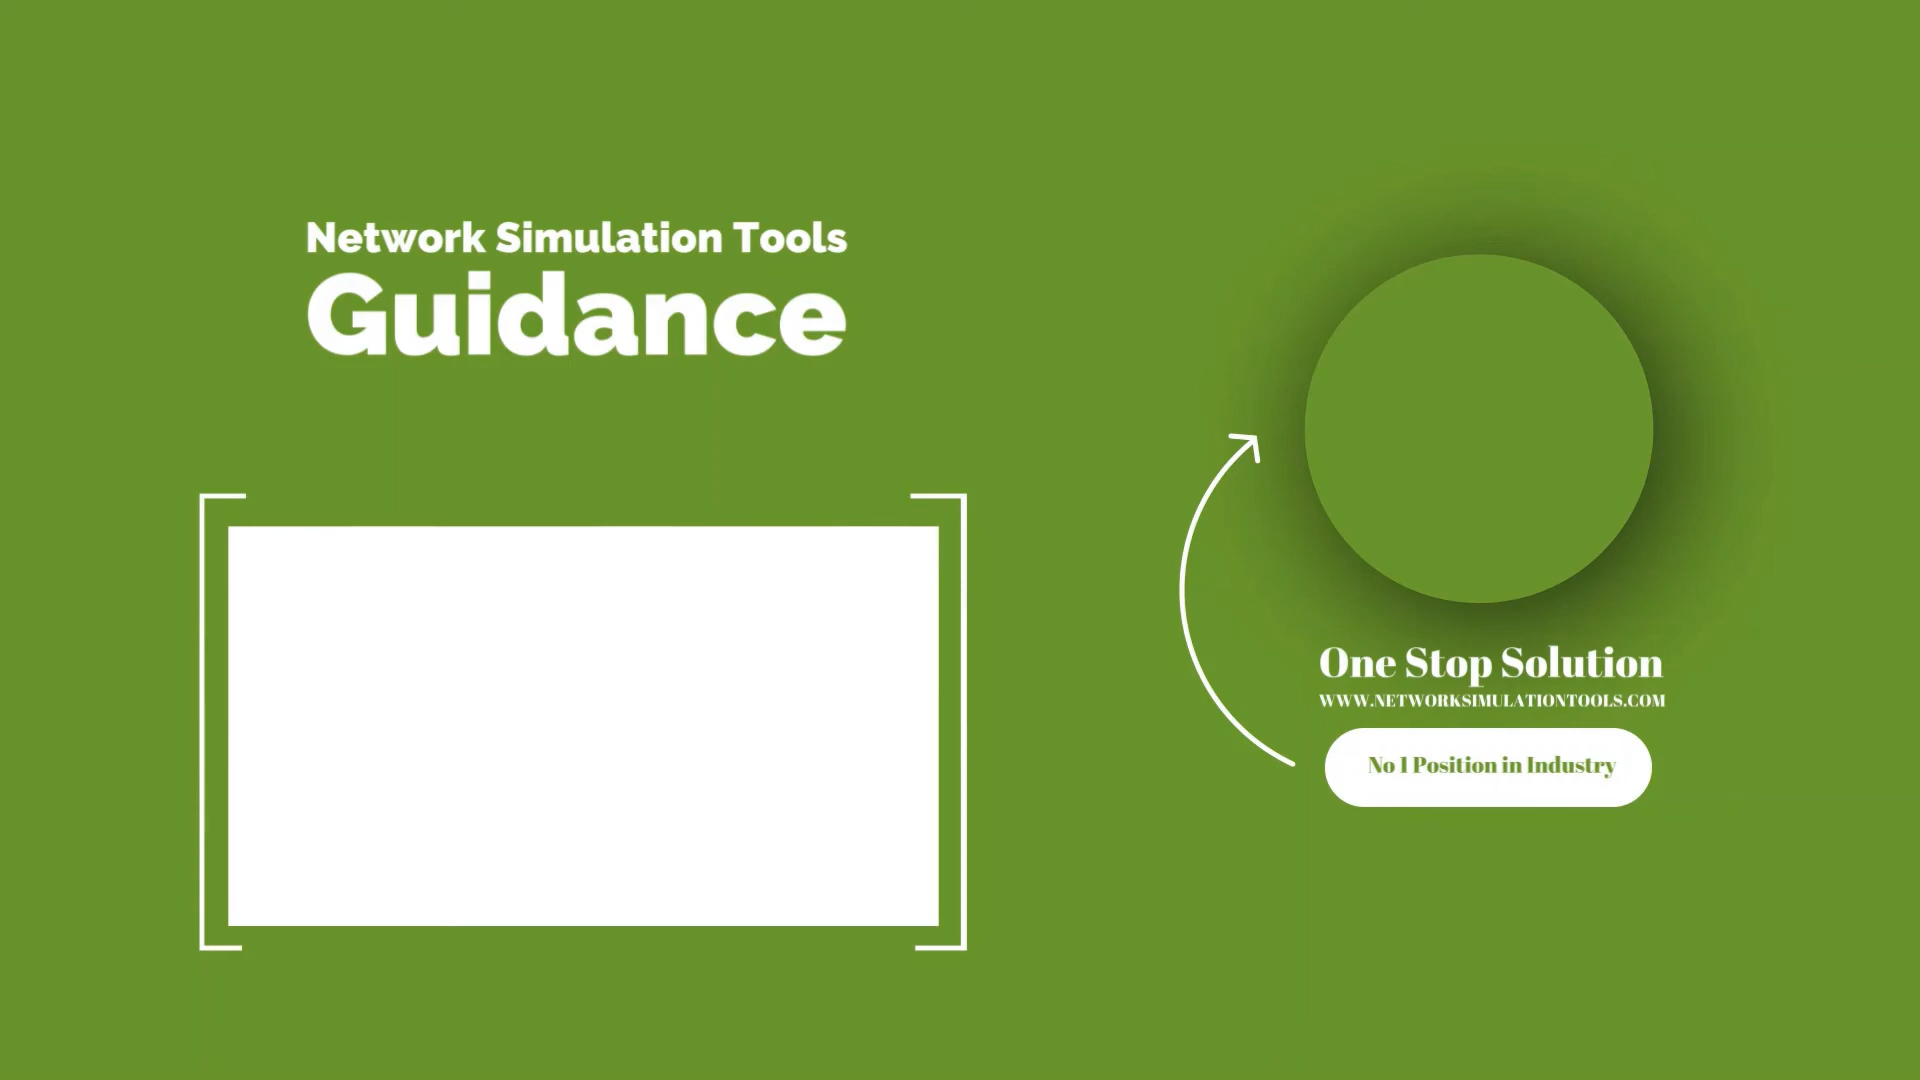 Network Simulation Tools
Guidance
One Stop Solution
WWW.NETWORKSIMULATIONTOOLS.COM
No 1 Position in Industry